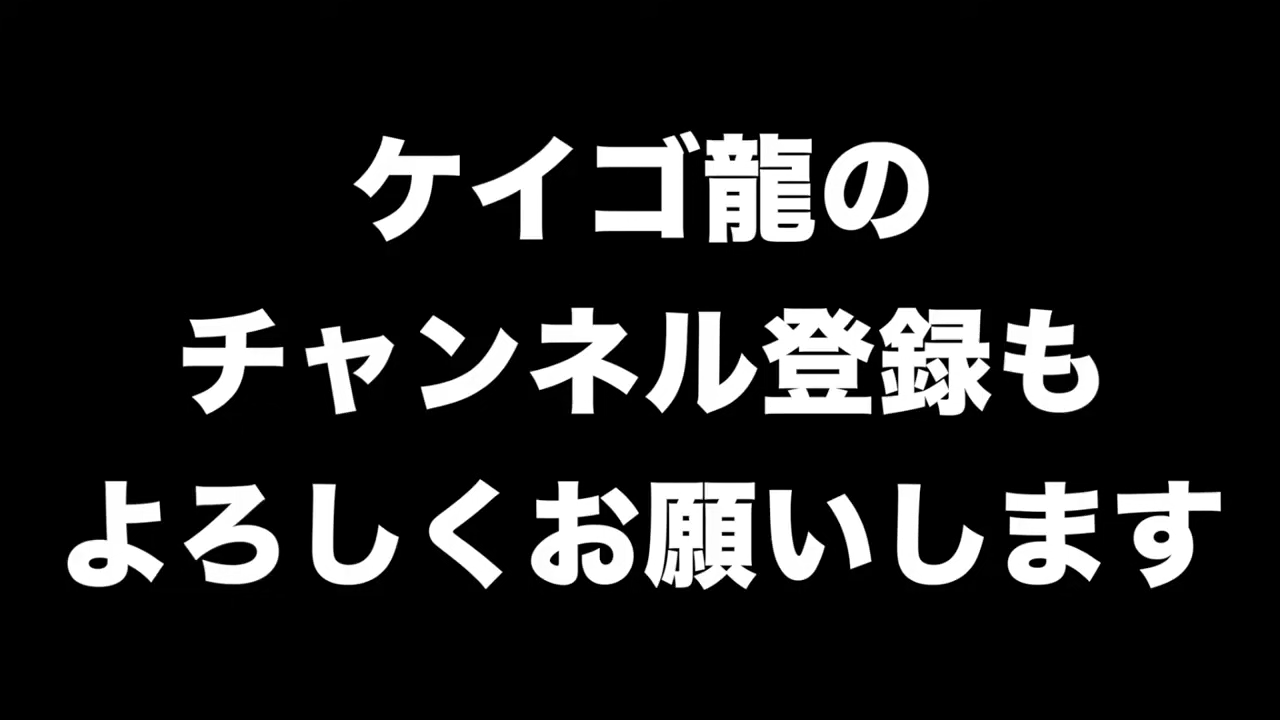 ケイゴ龍の
チャンネル登録も
よろしくお願いします